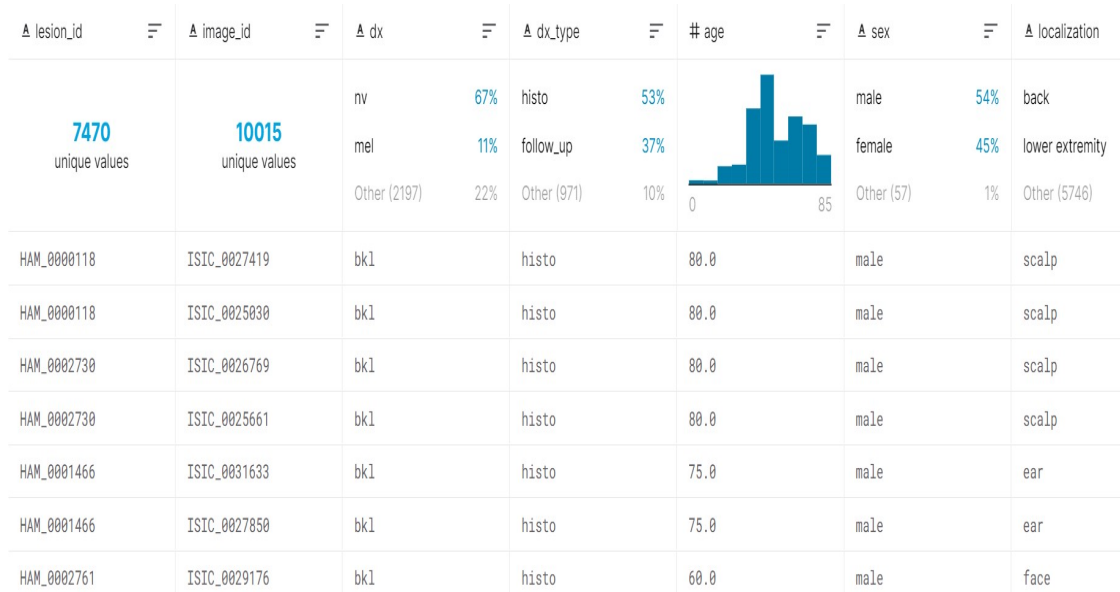 lesion_id image_id dx dx_type # age sex localization
nv 67% histo 53% male 54% back
7470 10015
unique values unique values
mel 11% follow_up 37% female 45% lower extremity
Other (2197) 22% Other (971) 10% 0 85 Other (57) 1% Other (5746)
HAM_0000118 ISIC_0027419 bkl histo 80.0 male scalp
HAM_0000118 ISIC_0025030 bkl histo 80.0 male scalp
HAM_0002730 ISIC_0026769 bkl histo 80.0 male scalp
HAM_0002730 ISIC_0025661 bkl histo 80.0 male scalp
HAM_0001466 ISIC_0031633 bkl histo 75.0 male ear
HAM_0001466 ISIC_0027850 bkl histo 75.0 male ear
HAM_0002761 ISIC_0029176 bkl histo 60.0 male face